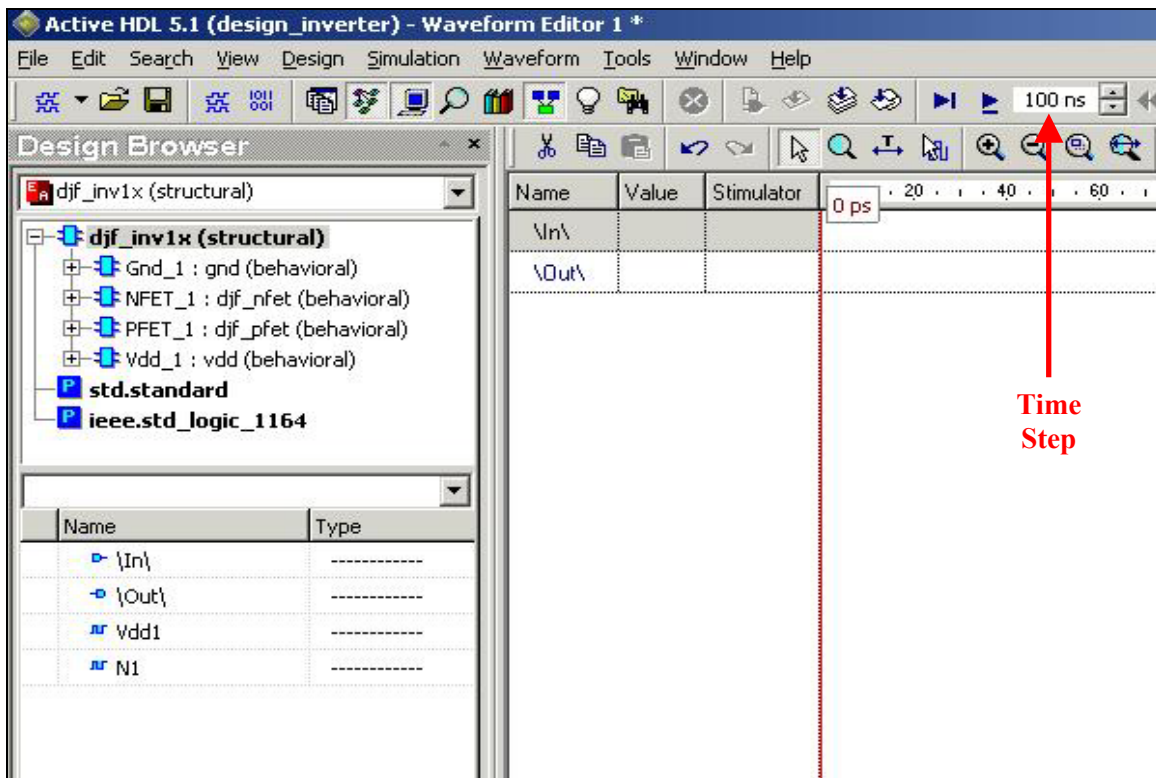 Active HDL 5.1 (design_inverter) - Waveform Editor 1 *
File Edit Search View Design Simulation Waveform Tools Window Help
100 ns
Design Browser
djf_inv1x (structural)
djf_inv1x (structural)
Gnd_1 : gnd (behavioral)
NFET_1 : djf_nfet (behavioral)
PFET_1 : djf_pfet (behavioral)
Vdd_1 : vdd (behavioral)
std.standard
ieee.std_logic_1164
Name Type
\In\ ------------
\Out\ ------------
Vdd1 ------------
N1 ------------
Name Value Stimulator 20 40 60
0 ps
\In\
\Out\
Time
Step